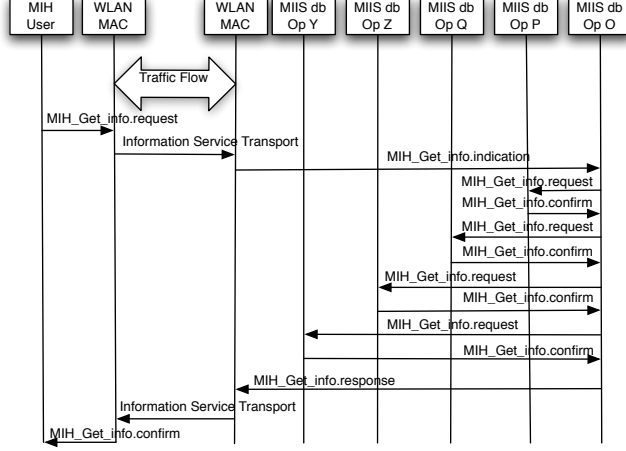 MIH WLAN WLAN MIIS db MIIS db MIIS db MIIS db MIIS db
User MAC MAC Op Y Op Z Op Q Op P Op O
Traffic Flow
MIH_Get_info.request
Information Service Transport
MIH_Get_info.indication
MIH_Get_info.request
MIH_Get_info.confirm
MIH_Get_info.request
MIH_Get_info.confirm
MIH_Get_info.request
MIH_Get_info.confirm
MIH_Get_info.request
MIH_Get_info.confirm
MIH_Get_info.response
Information Service Transport
MIH_Get_info.confirm